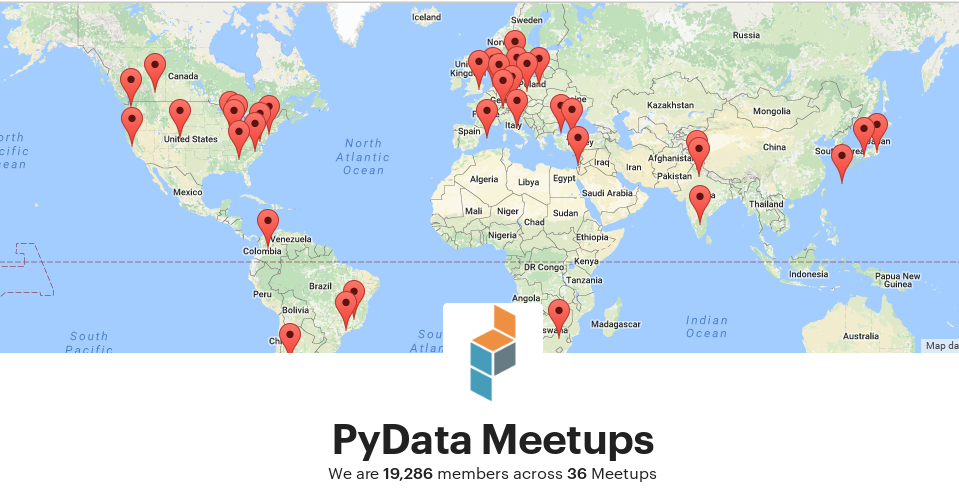 Iceland
Sweden
Russia
Canada
Kazakhstan
Mongolia
United States
Spain
Italy
China
North
Atlantic
Ocean
Iraq
Iran
Afghanistan
Pakistan
Algeria
Libya
Egypt
Saudi Arabia
Mexico
Mali
Niger
Chad
Sudan
Thailand
Nigeria
Ethiopia
Venezuela
Colombia
DR Congo
Kenya
Tanzania
Indonesia
Papua New
Guinea
Peru
Brazil
Angola
Bolivia
Madagascar
Indian
Ocean
South
Pacific
Australia
Map da
PyData Meetups
We are 19,286 members across 36 Meetups